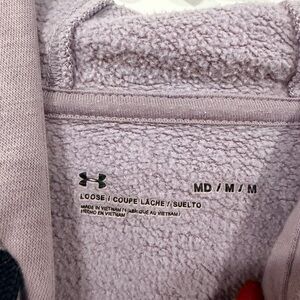 MD / M / M
LOOSE / COUPE LÂCHE / SUELTO
MADE IN VIETNAM / FABRIQUÉ AU VIETNAM /
HECHO EN VIETNAM